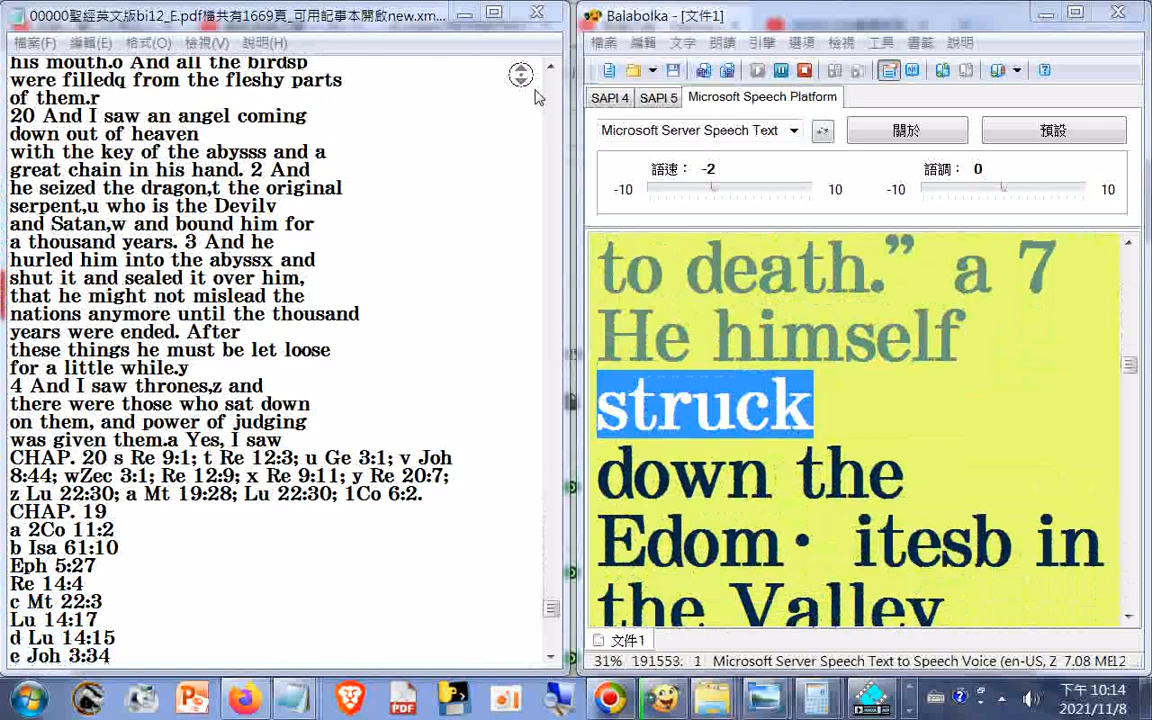 00000聖經英文版bi12_E.pdf檔共有1669頁_可用記事本開啟new.xm...
檔案(F) 編輯(E) 格式(O) 檢視(V) 說明(H)
his mouth.o And all the birdsp
were filledq from the fleshy parts
of them.r
20 And I saw an angel coming
down out of heaven
with the key of the abysss and a
great chain in his hand. 2 And
he seized the dragon,t the original
serpent,u who is the Devilv
and Satan,w and bound him for
a thousand years. 3 And he
hurled him into the abyssx and
shut it and sealed it over him,
that he might not mislead the
nations anymore until the thousand
years were ended. After
these things he must be let loose
for a little while.y
4 And I saw thrones,z and
there were those who sat down
on them, and power of judging
was given them.a Yes, I saw
CHAP. 20 s Re 9:1; t Re 12:3; u Ge 3:1; v Joh
8:44; wZec 3:1; Re 12:9; x Re 9:11; y Re 20:7;
z Lu 22:30; a Mt 19:28; Lu 22:30; 1Co 6:2.
CHAP. 19
a 2Co 11:2
b Isa 61:10
Eph 5:27
Re 14:4
c Mt 22:3
Lu 14:17
d Lu 14:15
e Joh 3:34
Balabolka - [文件1]
檔案 編輯 文字 朗讀 引擎 選項 檢視 工具 書籤 說明
SAPI 4 SAPI 5 Microsoft Speech Platform
Microsoft Server Speech Text 關於 預設
語速： -2 語調： 0
-10 10 -10 10
to death.” a 7
He himself
struck
down the
Edom· itesb in
the Valley
文件1
31% 191553: 1 Microsoft Server Speech Text to Speech Voice (en-US, Z 7.08 ME12
PDF
下午 10:14
2021/11/8